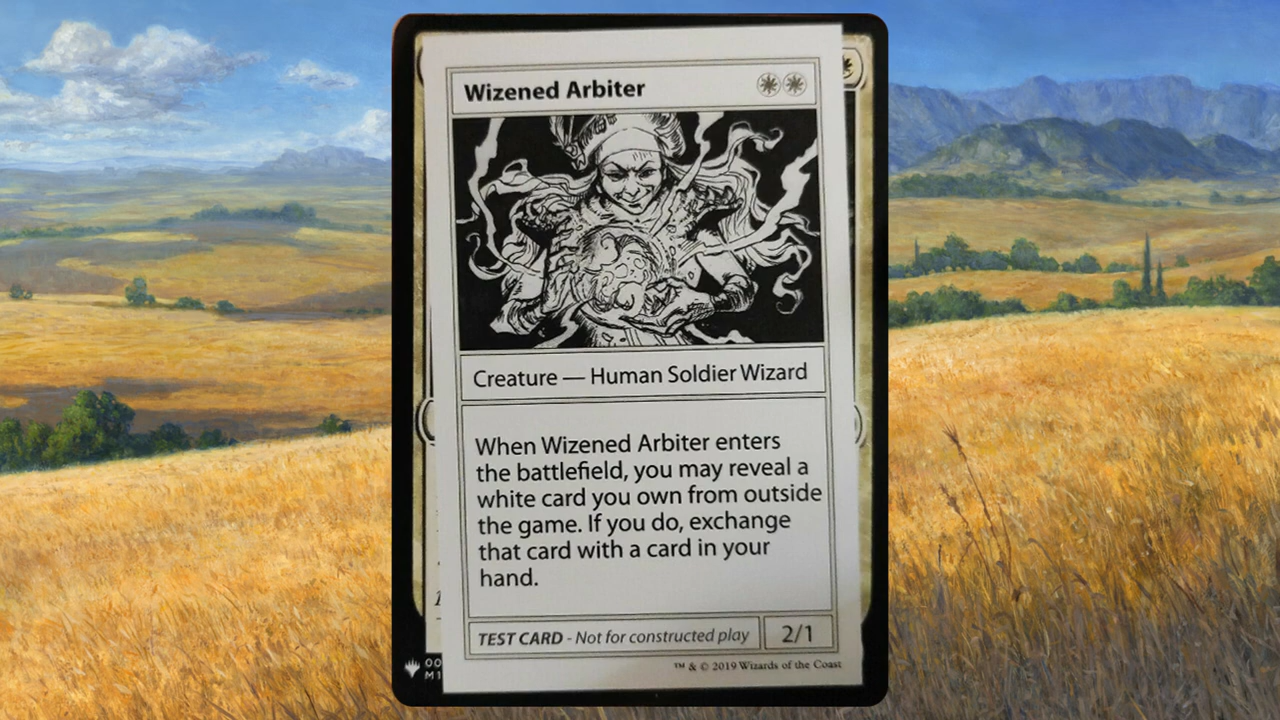 Wizened Arbiter
Creature — Human Soldier Wizard
When Wizened Arbiter enters
the battlefield, you may reveal a
white card you own from outside
the game. If you do, exchange
that card with a card in your
hand.
TEST CARD - Not for constructed play
2/1
™ & © 2019 Wizards of the Coast
00
M1